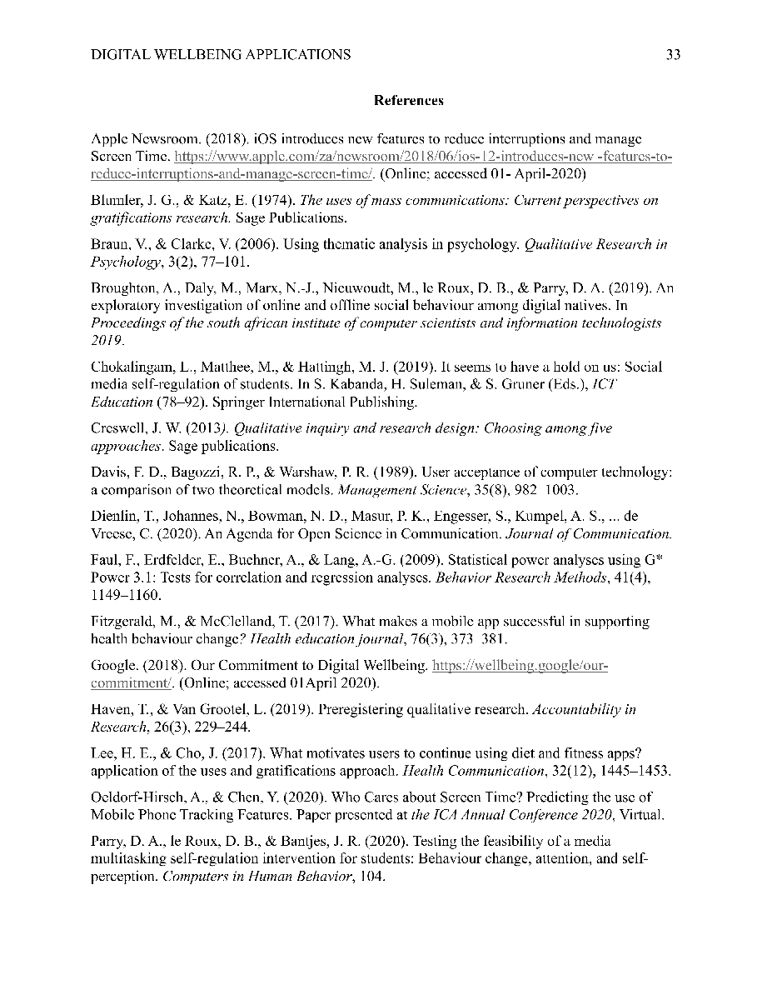 DIGITAL WELLBEING APPLICATIONS 33
References
Apple Newsroom. (2018). iOS introduces new features to reduce interruptions and manage
Screen Time. https://www.apple.com/za/newsroom/2018/06/ios-12-introduces-new -features-to-
reduce-interruptions-and-manage-screen-time/. (Online; accessed 01- April-2020)
Blumler, J. G., & Katz, E. (1974). The uses of mass communications: Current perspectives on
gratifications research. Sage Publications.
Braun, V., & Clarke, V. (2006). Using thematic analysis in psychology. Qualitative Research in
Psychology, 3(2), 77–101.
Broughton, A., Daly, M., Marx, N.-J., Nieuwoudt, M., le Roux, D. B., & Parry, D. A. (2019). An
exploratory investigation of online and offline social behaviour among digital natives. In
Proceedings of the south african institute of computer scientists and information technologists
2019.
Chokalingam, L., Matthee, M., & Hattingh, M. J. (2019). It seems to have a hold on us: Social
media self-regulation of students. In S. Kabanda, H. Suleman, & S. Gruner (Eds.), ICT
Education (78–92). Springer International Publishing.
Creswell, J. W. (2013). Qualitative inquiry and research design: Choosing among five
approaches. Sage publications.
Davis, F. D., Bagozzi, R. P., & Warshaw, P. R. (1989). User acceptance of computer technology:
a comparison of two theoretical models. Management Science, 35(8), 982–1003.
Dienlin, T., Johannes, N., Bowman, N. D., Masur, P. K., Engesser, S., Kumpel, A. S., ... de
Vreese, C. (2020). An Agenda for Open Science in Communication. Journal of Communication.
Faul, F., Erdfelder, E., Buchner, A., & Lang, A.-G. (2009). Statistical power analyses using G*
Power 3.1: Tests for correlation and regression analyses. Behavior Research Methods, 41(4),
1149–1160.
Fitzgerald, M., & McClelland, T. (2017). What makes a mobile app successful in supporting
health behaviour change? Health education journal, 76(3), 373–381.
Google. (2018). Our Commitment to Digital Wellbeing. https://wellbeing.google/our-
commitment/. (Online; accessed 01April 2020).
Haven, T., & Van Grootel, L. (2019). Preregistering qualitative research. Accountability in
Research, 26(3), 229–244.
Lee, H. E., & Cho, J. (2017). What motivates users to continue using diet and fitness apps?
application of the uses and gratifications approach. Health Communication, 32(12), 1445–1453.
Oeldorf-Hirsch, A., & Chen, Y. (2020). Who Cares about Screen Time? Predicting the use of
Mobile Phone Tracking Features. Paper presented at the ICA Annual Conference 2020, Virtual.
Parry, D. A., le Roux, D. B., & Bantjes, J. R. (2020). Testing the feasibility of a media
multitasking self-regulation intervention for students: Behaviour change, attention, and self-
perception. Computers in Human Behavior, 104.